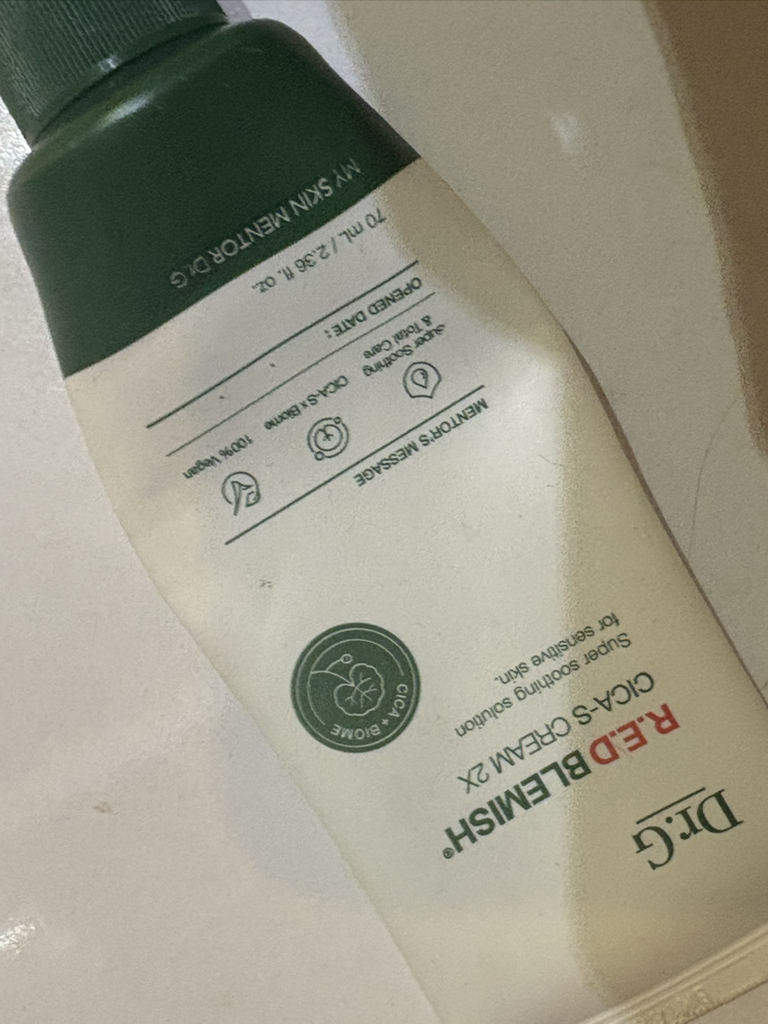 Dr.G
R.E.D BLEMISH®
CICA-S CREAM 2X
Super soothing solution
for sensitive skin.
CICA + BIOME
MENTOR'S MESSAGE
Super Soothing
& Total Care
CICA-S x Biome
100% Vegan
OPENED DATE :
70 mL / 2.36 fl. oz.
MY SKIN MENTOR Dr.G